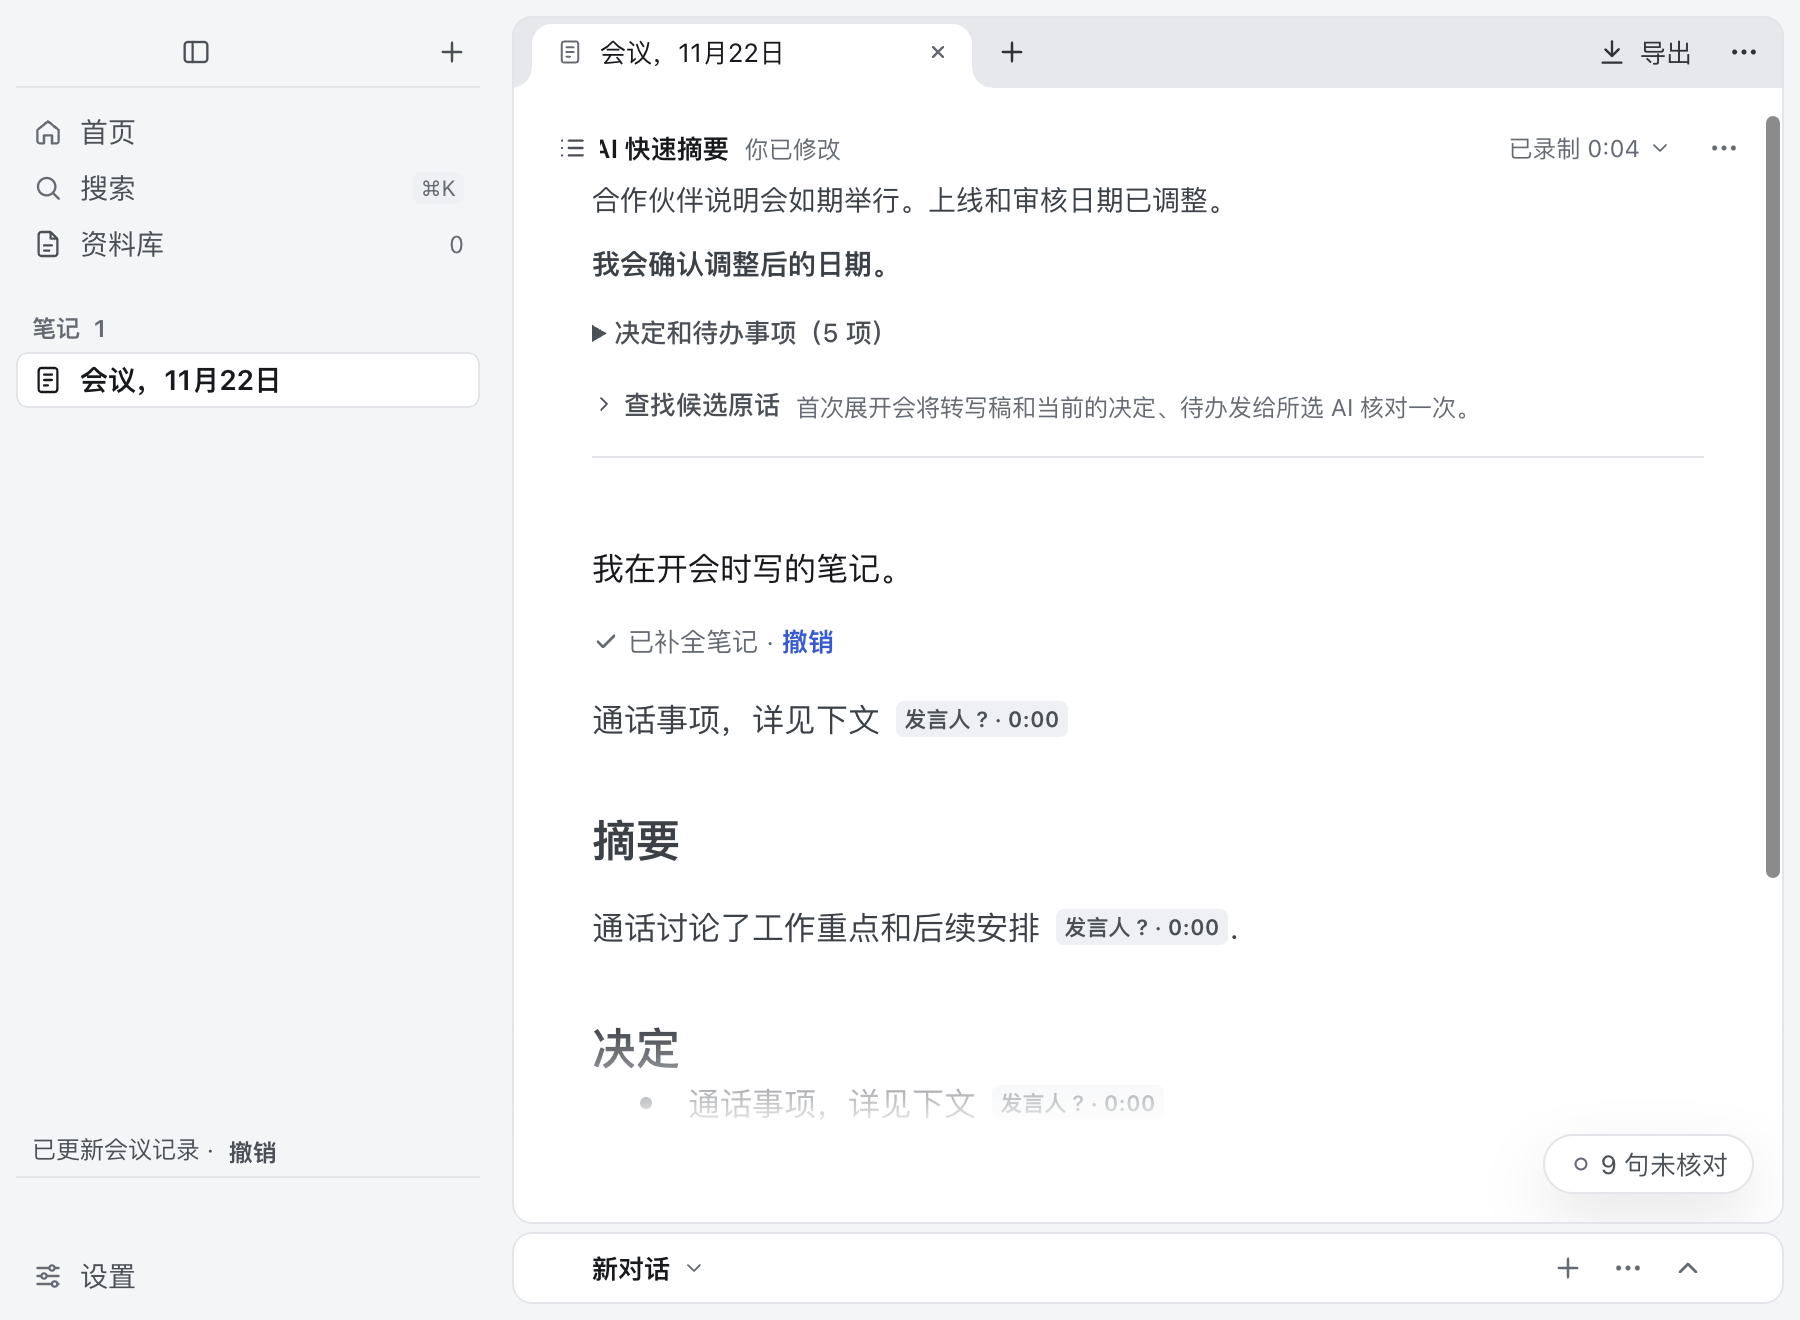 会议，11月22日
导出
首页
搜索 ⌘K
资料库 0
笔记 1
会议，11月22日
已更新会议记录 · 撤销
设置
AI 快速摘要 你已修改 已录制 0:04
合作伙伴说明会如期举行。上线和审核日期已调整。
我会确认调整后的日期。
决定和待办事项（5 项）
查找候选原话 首次展开会将转写稿和当前的决定、待办发给所选 AI 核对一次。
我在开会时写的笔记。
已补全笔记 · 撤销
通话事项，详见下文 发言人 ? · 0:00
摘要
通话讨论了工作重点和后续安排 发言人 ? · 0:00 .
决定
通话事项，详见下文 发言人 ? · 0:00
9 句未核对
新对话